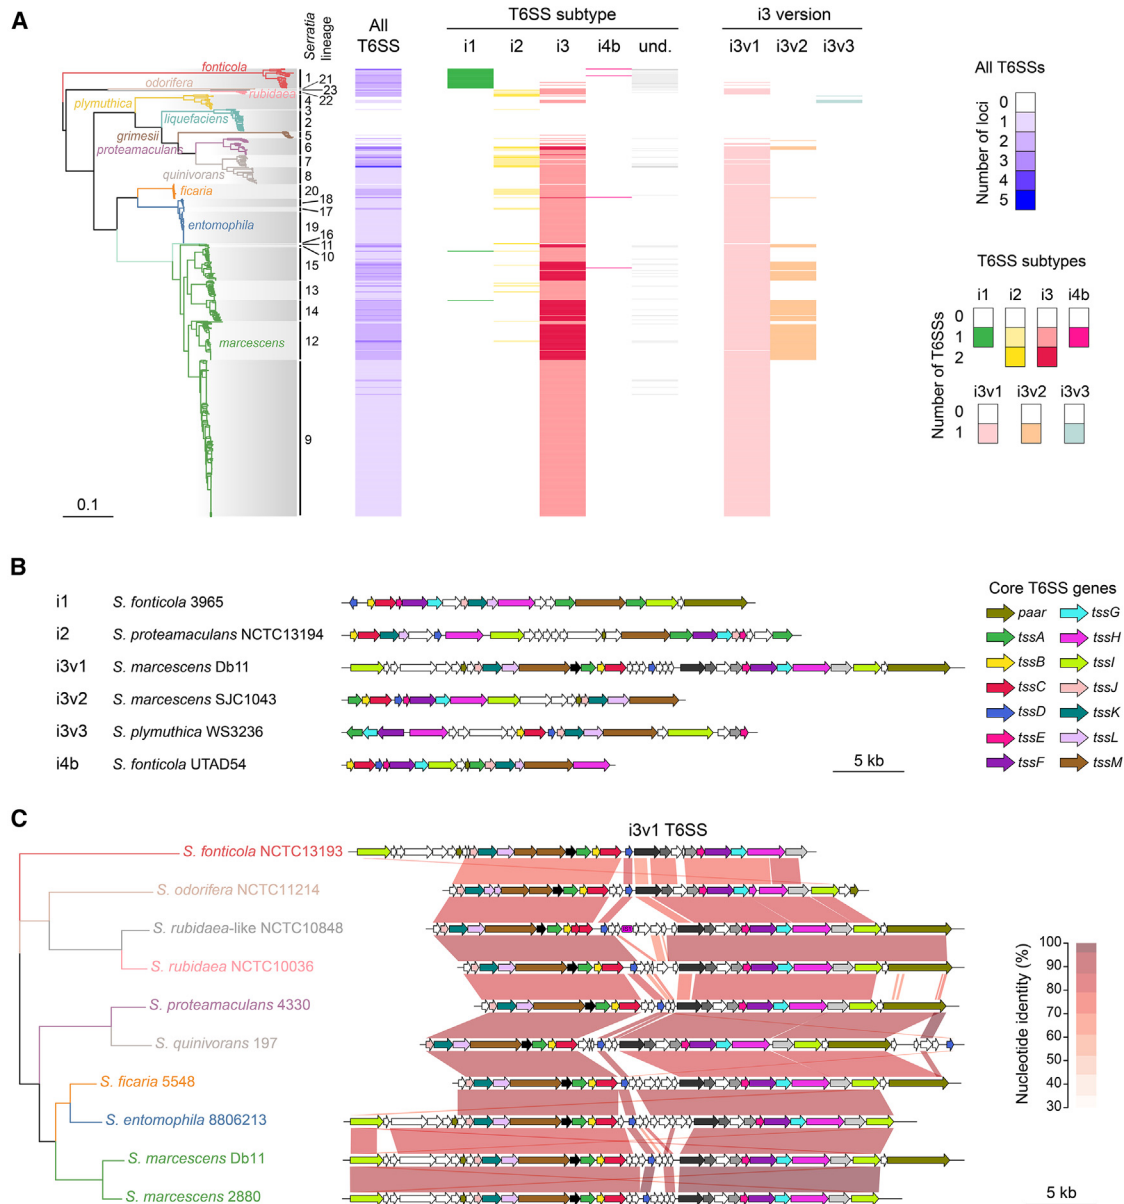 A
Serratia lineage
All T6SS
T6SS subtype
i1
i2
i3
i4b
und.
i3 version
i3v1
i3v2
i3v3
fonticola
odorifera
rubidaea
plymuthica
liquefaciens
grimesii
proteamaculans
quinivorans
ficaria
entomophila
marcescens
1
21
23
4
22
3
2
5
6
7
8
20
18
17
19
16
11
10
15
13
14
12
9
0.1
All T6SSs
Number of loci
0
1
2
3
4
5
T6SS subtypes
i1
i2
i3
i4b
Number of T6SSs
0
1
2
i3v1
i3v2
i3v3
0
1
B
i1 S. fonticola 3965
i2 S. proteamaculans NCTC13194
i3v1 S. marcescens Db11
i3v2 S. marcescens SJC1043
i3v3 S. plymuthica WS3236
i4b S. fonticola UTAD54
5 kb
Core T6SS genes
paar
tssA
tssB
tssC
tssD
tssE
tssF
tssG
tssH
tssI
tssJ
tssK
tssL
tssM
C
i3v1 T6SS
S. fonticola NCTC13193
S. odorifera NCTC11214
S. rubidaea-like NCTC10848
S. rubidaea NCTC10036
S. proteamaculans 4330
S. quinivorans 197
S. ficaria 5548
S. entomophila 8806213
S. marcescens Db11
S. marcescens 2880
Nucleotide identity (%)
100
90
80
70
60
50
40
30
5 kb